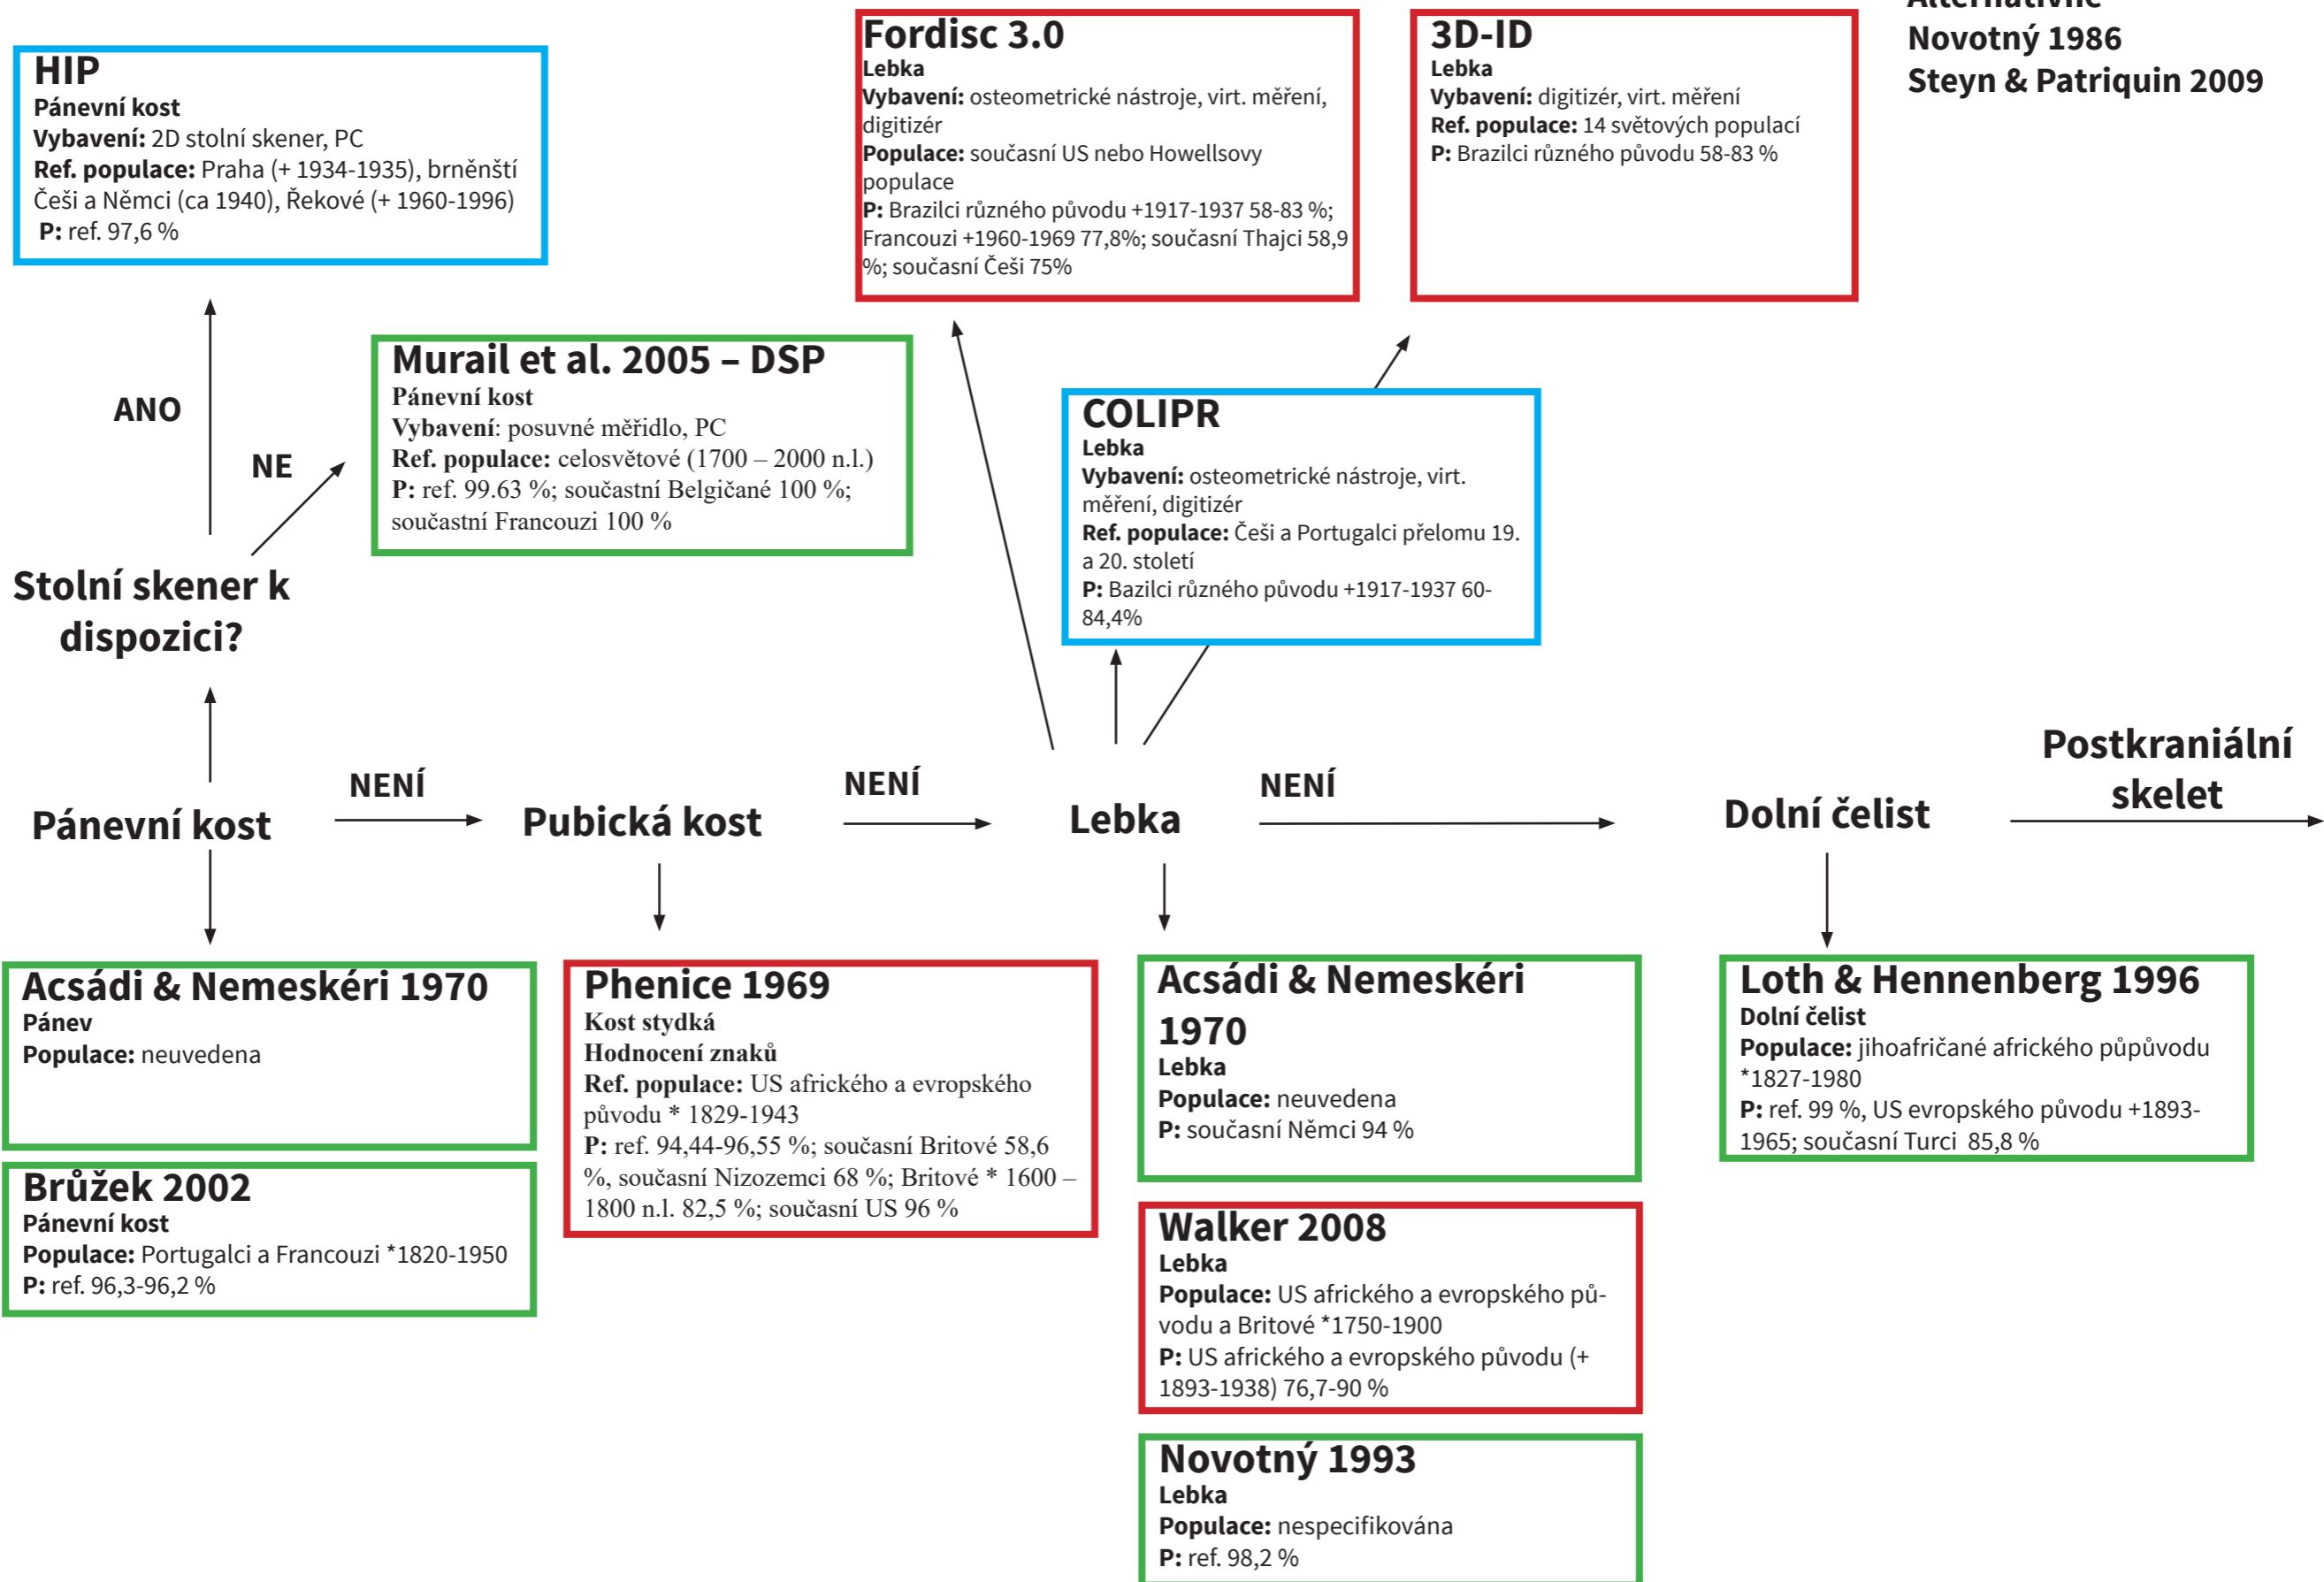 Alternativně
Novotný 1986
Steyn & Patriquin 2009
HIP
Pánevní kost
Vybavení: 2D stolní skener, PC
Ref. populace: Praha (+ 1934-1935), brněnští
Češi a Němci (ca 1940), Řekové (+ 1960-1996)
P: ref. 97,6 %
Fordisc 3.0
Lebka
Vybavení: osteometrické nástroje, virt. měření,
digitizér
Populace: současní US nebo Howellsovy
populace
P: Brazilci různého původu +1917-1937 58-83 %;
Francouzi +1960-1969 77,8%; současní Thajci 58,9
%; současní Češi 75%
3D-ID
Lebka
Vybavení: digitizér, virt. měření
Ref. populace: 14 světových populací
P: Brazilci různého původu 58-83 %
ANO
NE
Murail et al. 2005 – DSP
Pánevní kost
Vybavení: posuvné měřidlo, PC
Ref. populace: celosvětové (1700 – 2000 n.l.)
P: ref. 99.63 %; součastní Belgičané 100 %;
součastní Francouzi 100 %
COLIPR
Lebka
Vybavení: osteometrické nástroje, virt.
měření, digitizér
Ref. populace: Češi a Portugalci přelomu 19.
a 20. století
P: Bazilci různého původu +1917-1937 60-
84,4%
Stolní skener k
dispozici?
Pánevní kost
NENÍ
Pubická kost
NENÍ
Lebka
NENÍ
Dolní čelist
Postkraniální
skelet
Acsádi & Nemeskéri 1970
Pánev
Populace: neuvedena
Brůžek 2002
Pánevní kost
Populace: Portugalci a Francouzi *1820-1950
P: ref. 96,3-96,2 %
Phenice 1969
Kost stydká
Hodnocení znaků
Ref. populace: US afrického a evropského
původu * 1829-1943
P: ref. 94,44-96,55 %; současní Britové 58,6
%, současní Nizozemci 68 %; Britové * 1600 –
1800 n.l. 82,5 %; současní US 96 %
Acsádi & Nemeskéri
1970
Lebka
Populace: neuvedena
P: současní Němci 94 %
Walker 2008
Lebka
Populace: US afrického a evropského pů-
vodu a Britové *1750-1900
P: US afrického a evropského původu (+
1893-1938) 76,7-90 %
Novotný 1993
Lebka
Populace: nespecifikována
P: ref. 98,2 %
Loth & Hennenberg 1996
Dolní čelist
Populace: jihoafričané afrického půpůvodu
*1827-1980
P: ref. 99 %, US evropského původu +1893-
1965; současní Turci 85,8 %